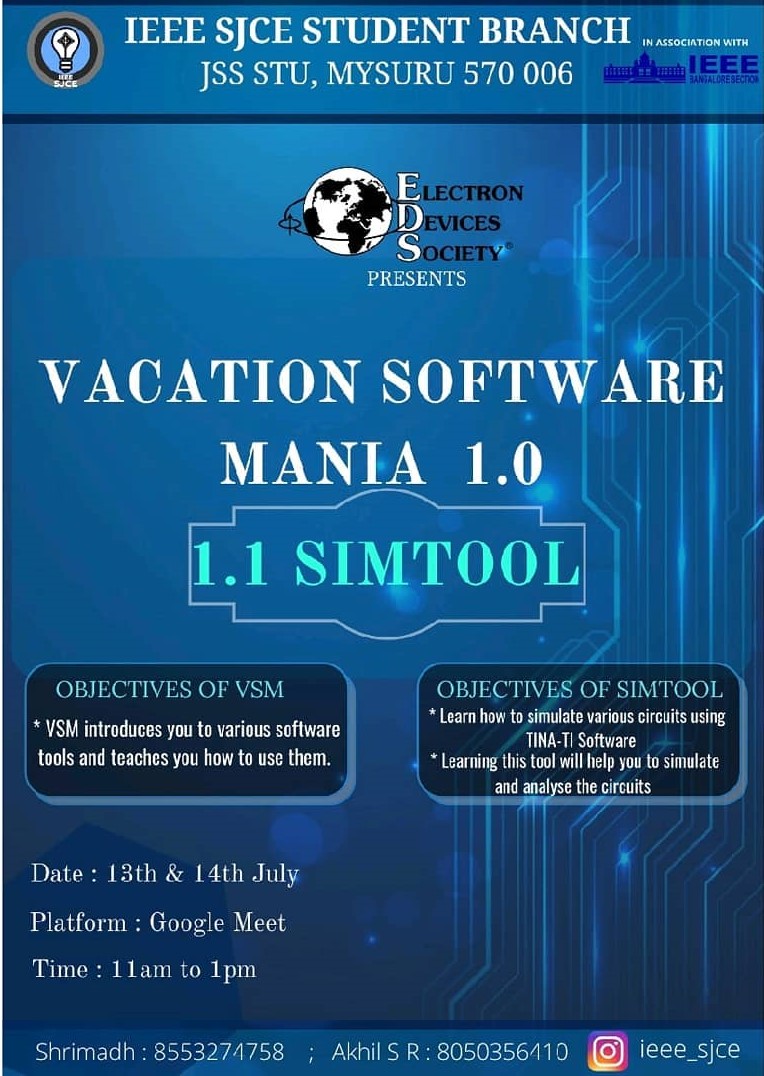 IEEE SJCE STUDENT BRANCH
JSS STU, MYSURU 570 006
IEEE
SJCE
IN ASSOCIATION WITH
IEEE
BANGALORE SECTION
ELECTRON
DEVICES
SOCIETY®
PRESENTS
VACATION SOFTWARE
MANIA 1.0
1.1 SIMTOOL
OBJECTIVES OF VSM
* VSM introduces you to various software
tools and teaches you how to use them.
OBJECTIVES OF SIMTOOL
* Learn how to simulate various circuits using
TINA-TI Software
* Learning this tool will help you to simulate
and analyse the circuits
Date : 13th & 14th July
Platform : Google Meet
Time : 11am to 1pm
Shrimadh : 8553274758 ; Akhil S R : 8050356410 ieee_sjce